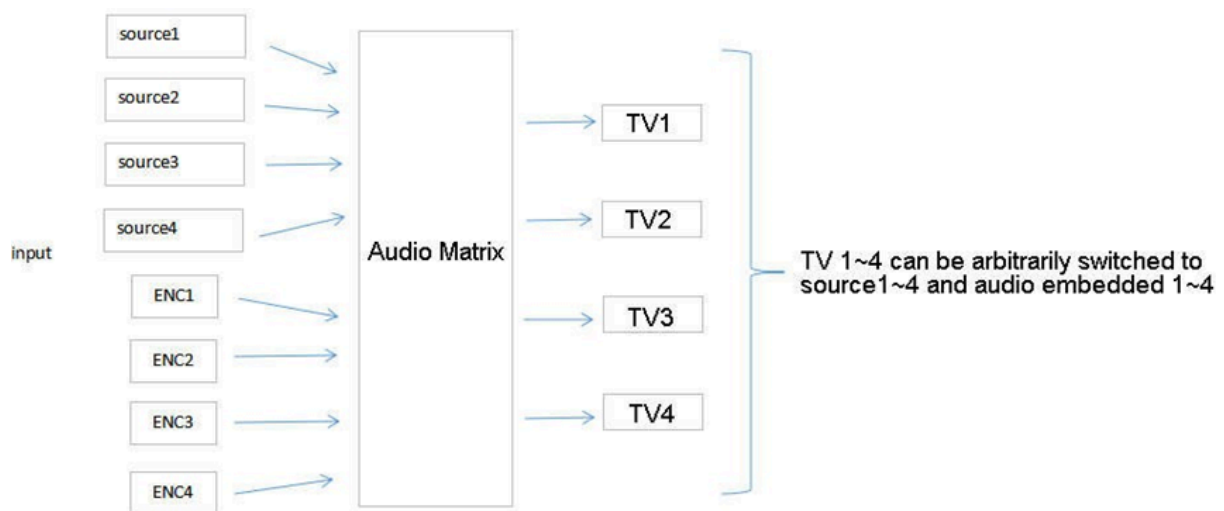 source1
source2
source3
source4
input
ENC1
ENC2
ENC3
ENC4
Audio Matrix
TV1
TV2
TV3
TV4
TV 1~4 can be arbitrarily switched to
source1~4 and audio embedded 1~4